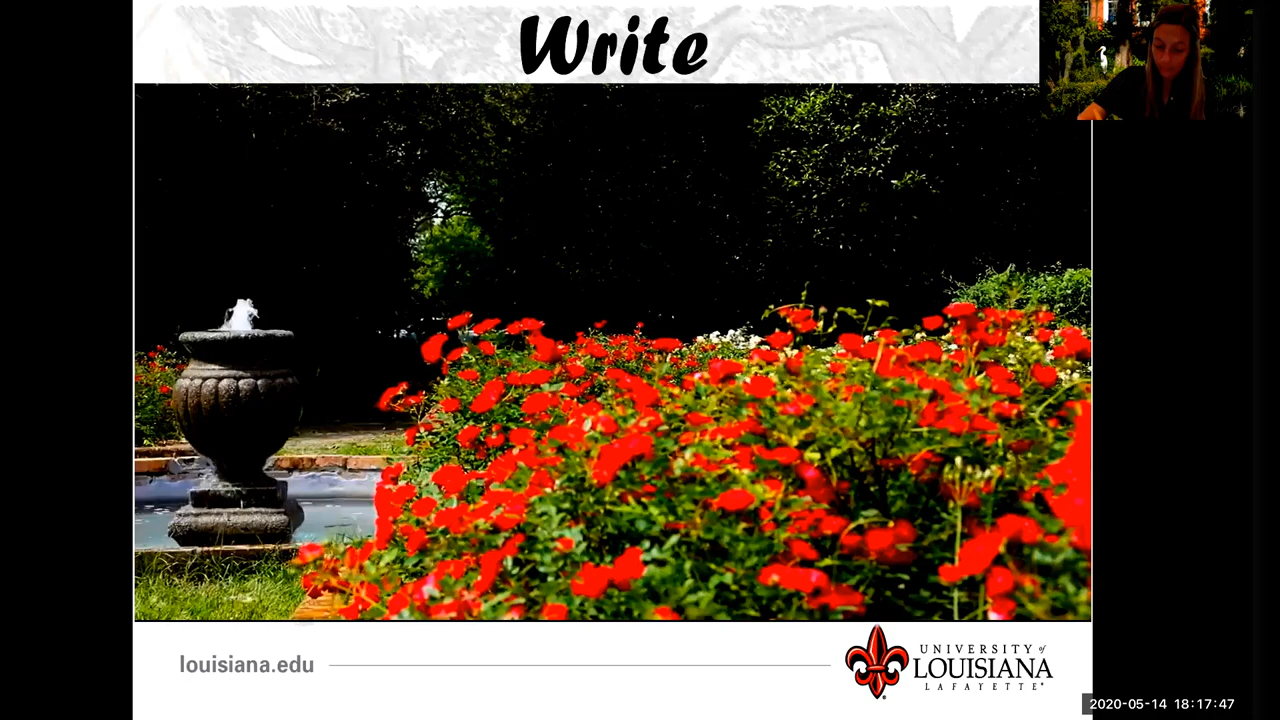 Write
louisiana.edu
UNIVERSITY of
LOUISIANA
LAFAYETTE
2020-05-14 18:17:47